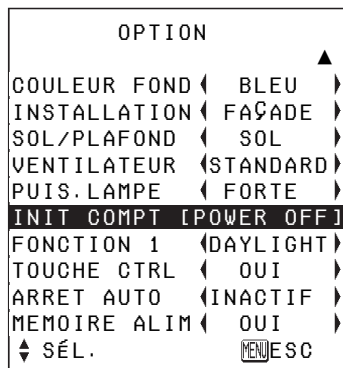 OPTION
▲
COULEUR FOND BLEU
INSTALLATION FAÇADE
SOL/PLAFOND SOL
VENTILATEUR STANDARD
PUIS.LAMPE FORTE
INIT COMPT [POWER OFF]
FONCTION 1 DAYLIGHT
TOUCHE CTRL OUI
ARRET AUTO INACTIF
MEMOIRE ALIM OUI
SÉL. MENU ESC